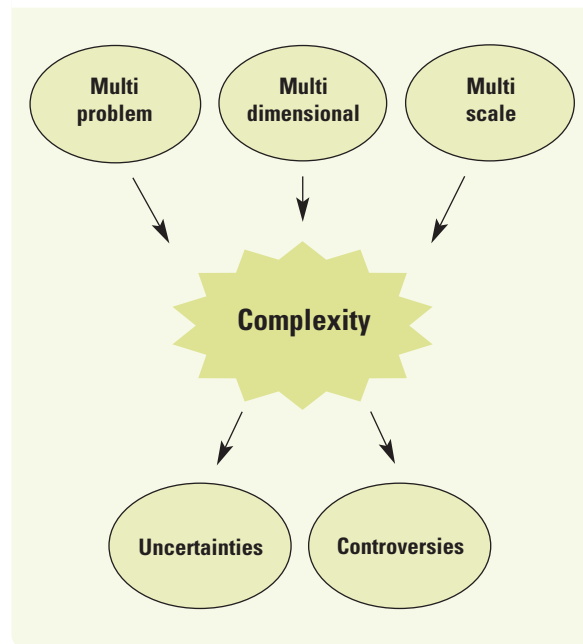 Multi
problem
Multi
dimensional
Multi
scale
Complexity
Uncertainties
Controversies